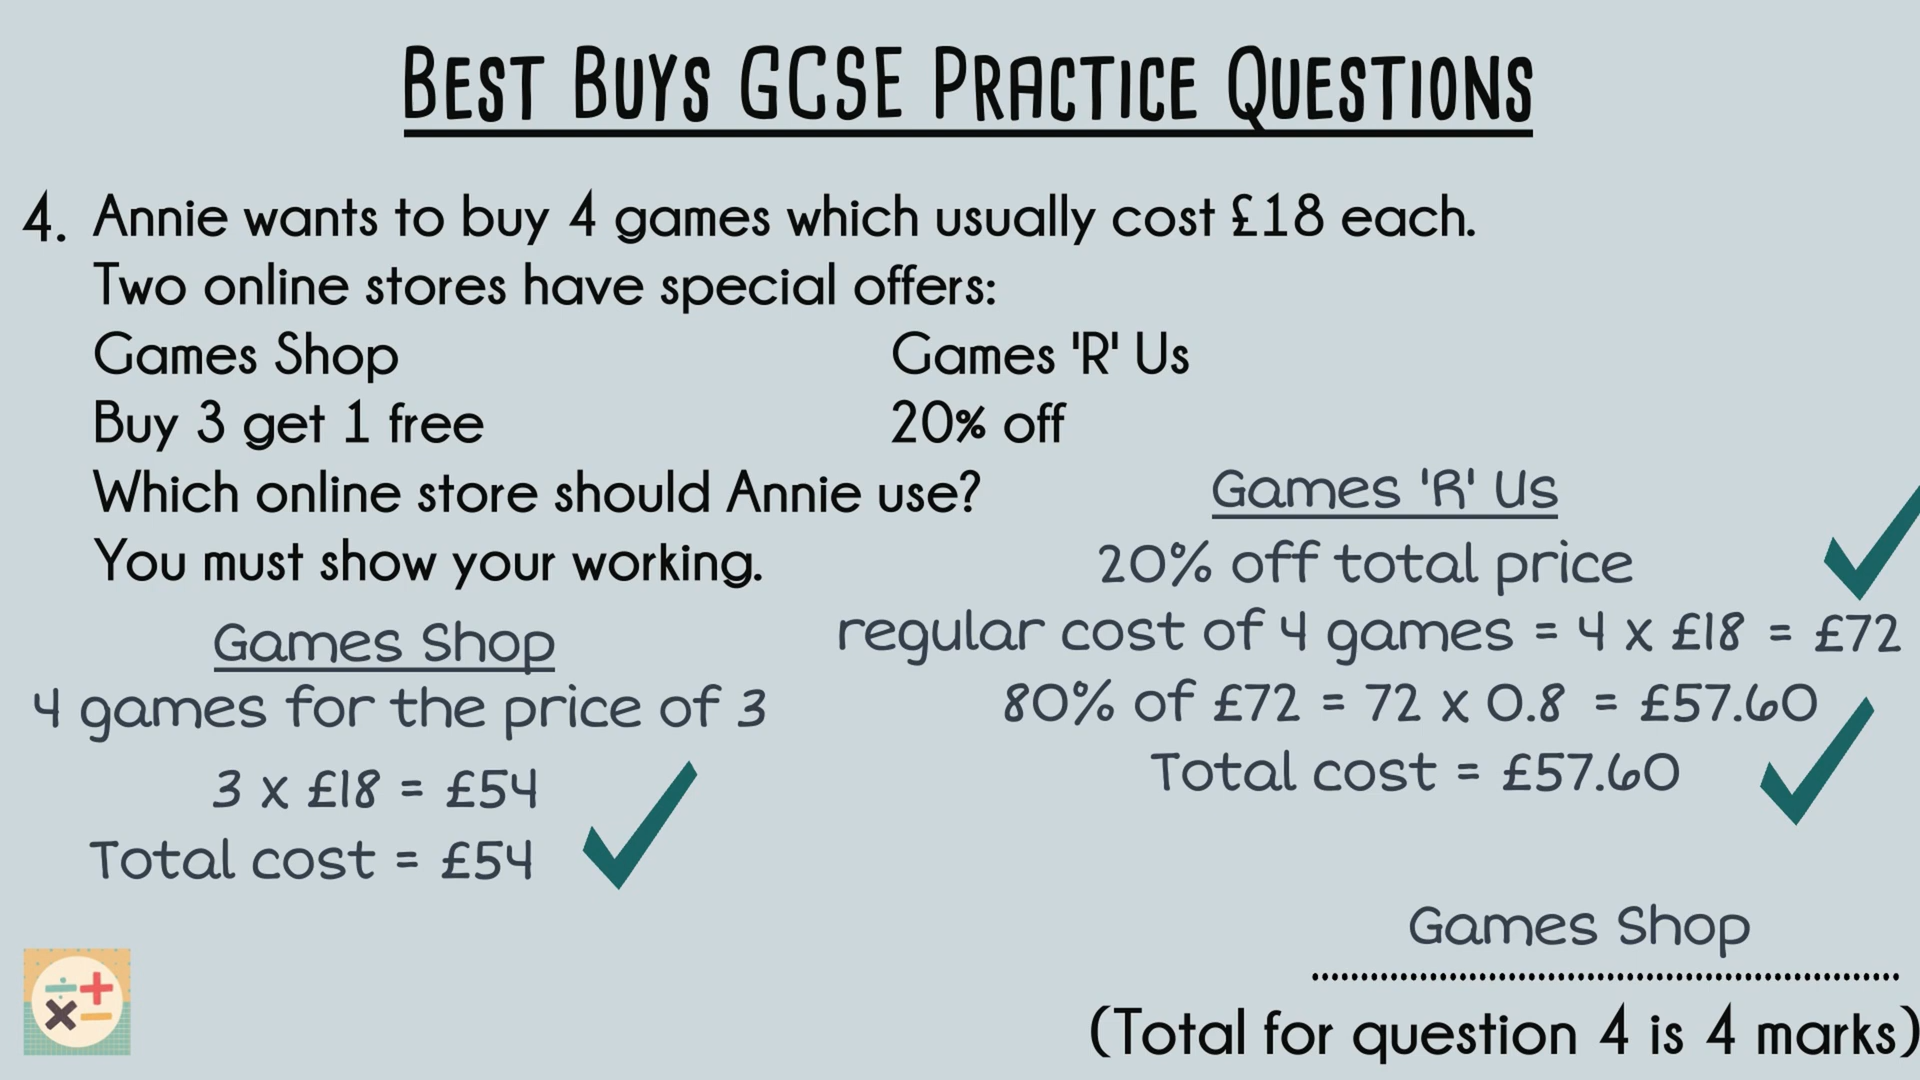 BEST BUYS GCSE PRACTICE QUESTIONS
4. Annie wants to buy 4 games which usually cost £18 each.
Two online stores have special offers:
Games Shop Games 'R' Us
Buy 3 get 1 free 20% off
Which online store should Annie use?
You must show your working.
Games Shop
4 games for the price of 3
3 x £18 = £54
Total cost = £54
Games 'R' Us
20% off total price
regular cost of 4 games = 4 x £18 = £72
80% of £72 = 72 x 0.8 = £57.60
Total cost = £57.60
Games Shop
(Total for question 4 is 4 marks)